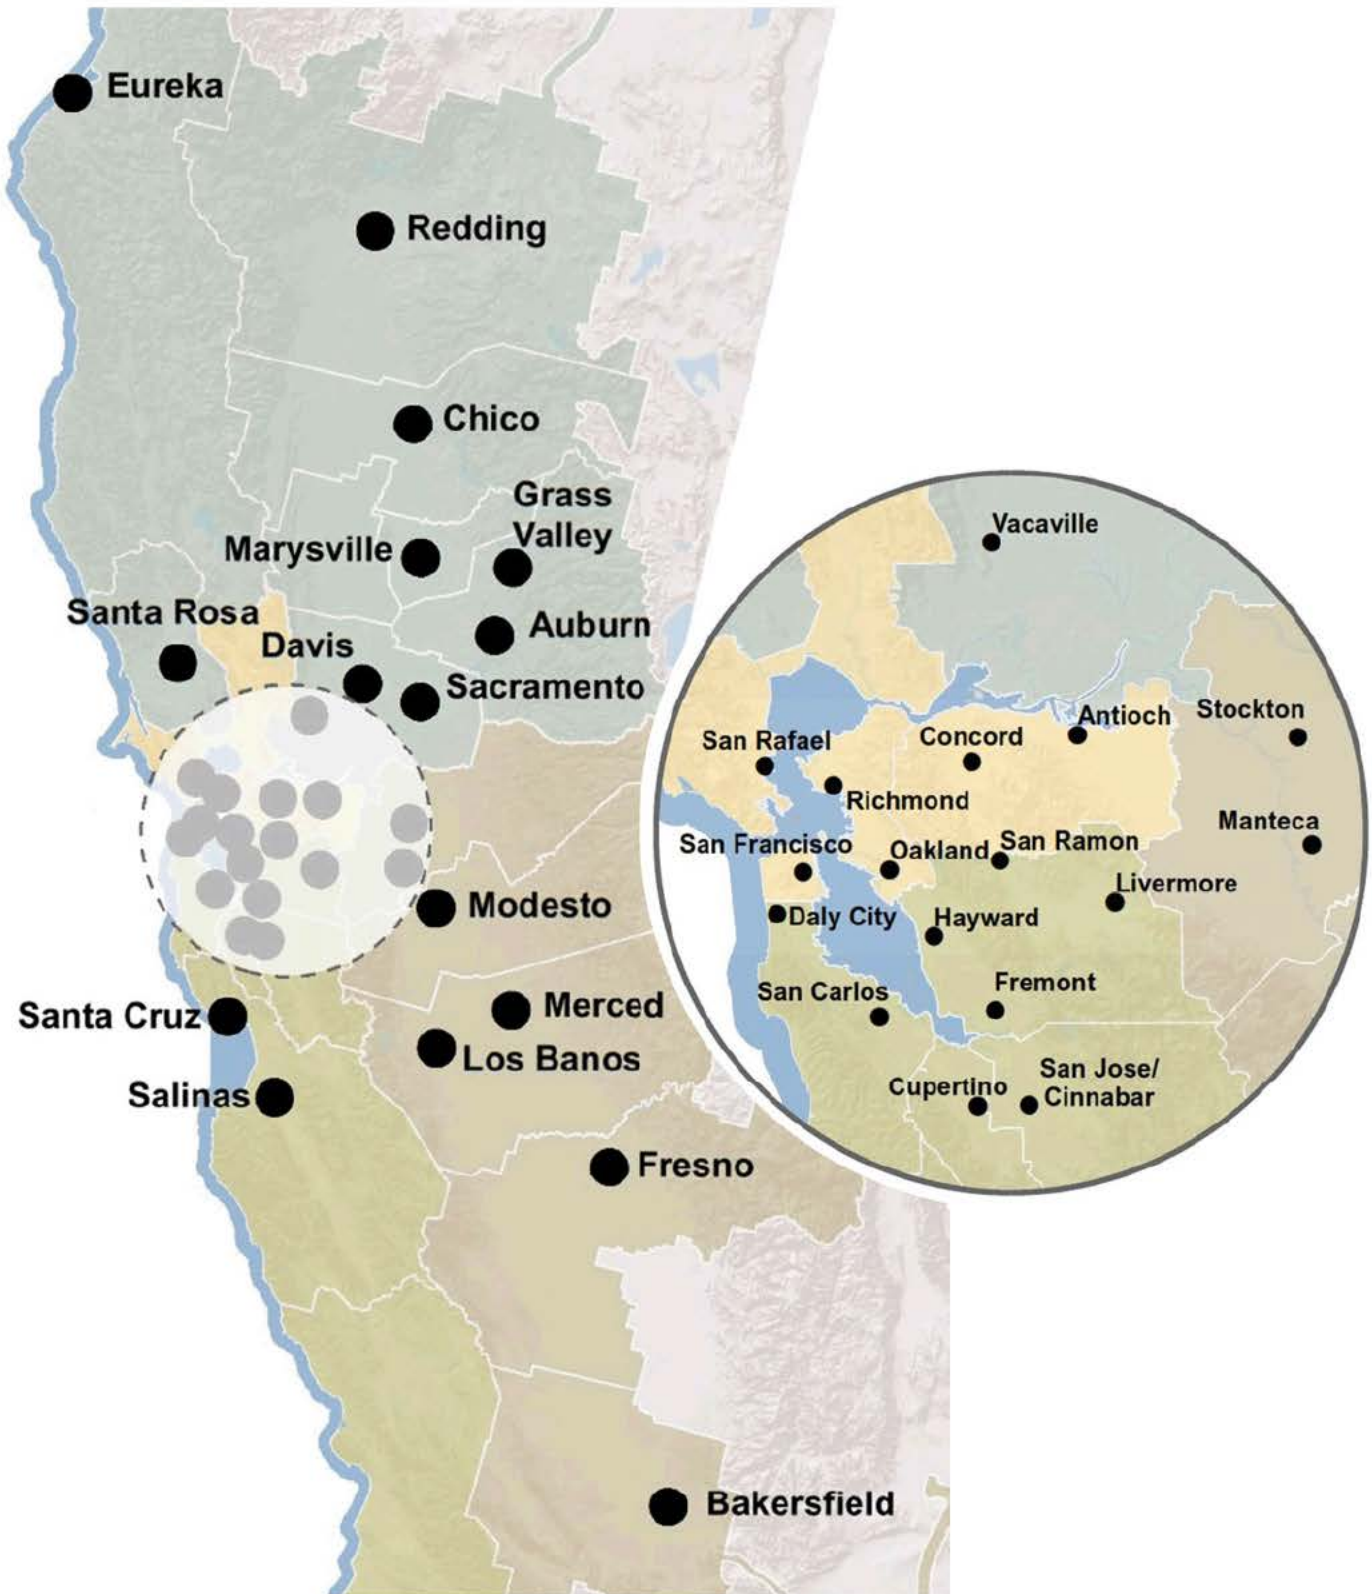 Eureka
Redding
Chico
Grass
Valley
Marysville
Santa Rosa
Auburn
Davis
Sacramento
Modesto
Santa Cruz
Merced
Los Banos
Salinas
Fresno
Bakersfield
Vacaville
Antioch
Stockton
San Rafael
Concord
Richmond
Manteca
San Francisco
Oakland
San Ramon
Livermore
Daly City
Hayward
San Carlos
Fremont
Cupertino
San Jose/
Cinnabar